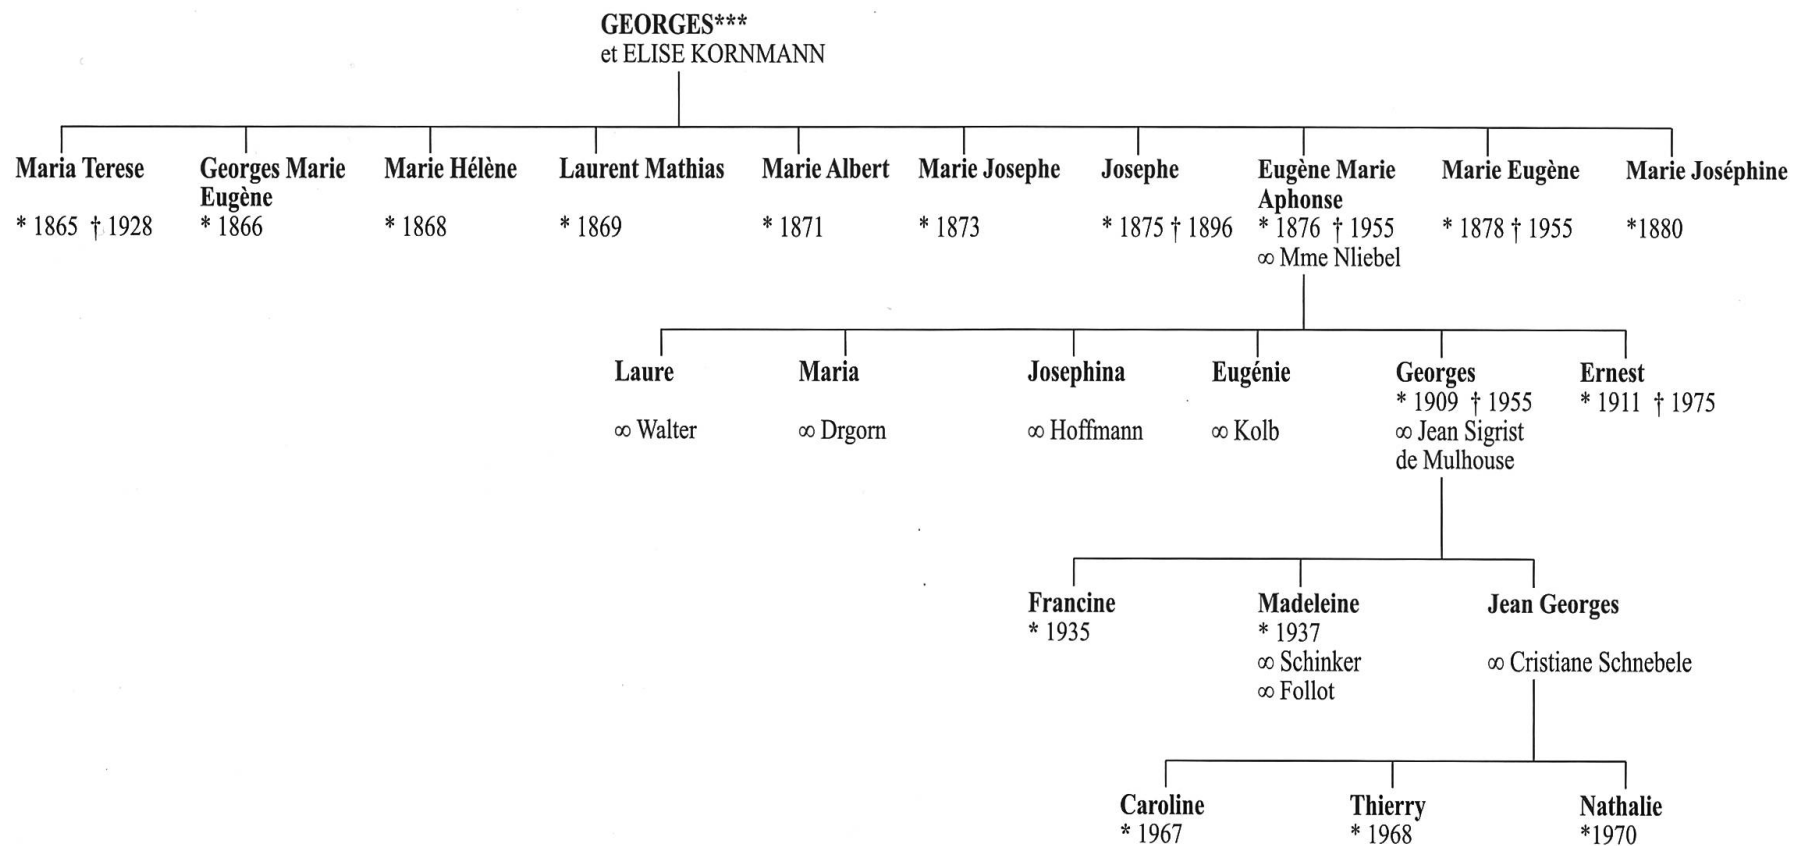 GEORGES***
et ELISE KORNMANN
Maria Terese
* 1865 † 1928
Georges Marie
Eugène
* 1866
Marie Hélène
* 1868
Laurent Mathias
* 1869
Marie Albert
* 1871
Marie Josephe
* 1873
Josephe
* 1875 † 1896
Eugène Marie
Aphonse
* 1876 † 1955
∞ Mme Nliebel
Marie Eugène
* 1878 † 1955
Marie Joséphine
*1880
Laure
∞ Walter
Maria
∞ Drgorn
Josephina
∞ Hoffmann
Eugénie
∞ Kolb
Georges
* 1909 † 1955
∞ Jean Sigrist
de Mulhouse
Ernest
* 1911 † 1975
Francine
* 1935
Madeleine
* 1937
∞ Schinker
∞ Follot
Jean Georges
∞ Cristiane Schnebele
Caroline
* 1967
Thierry
* 1968
Nathalie
*1970